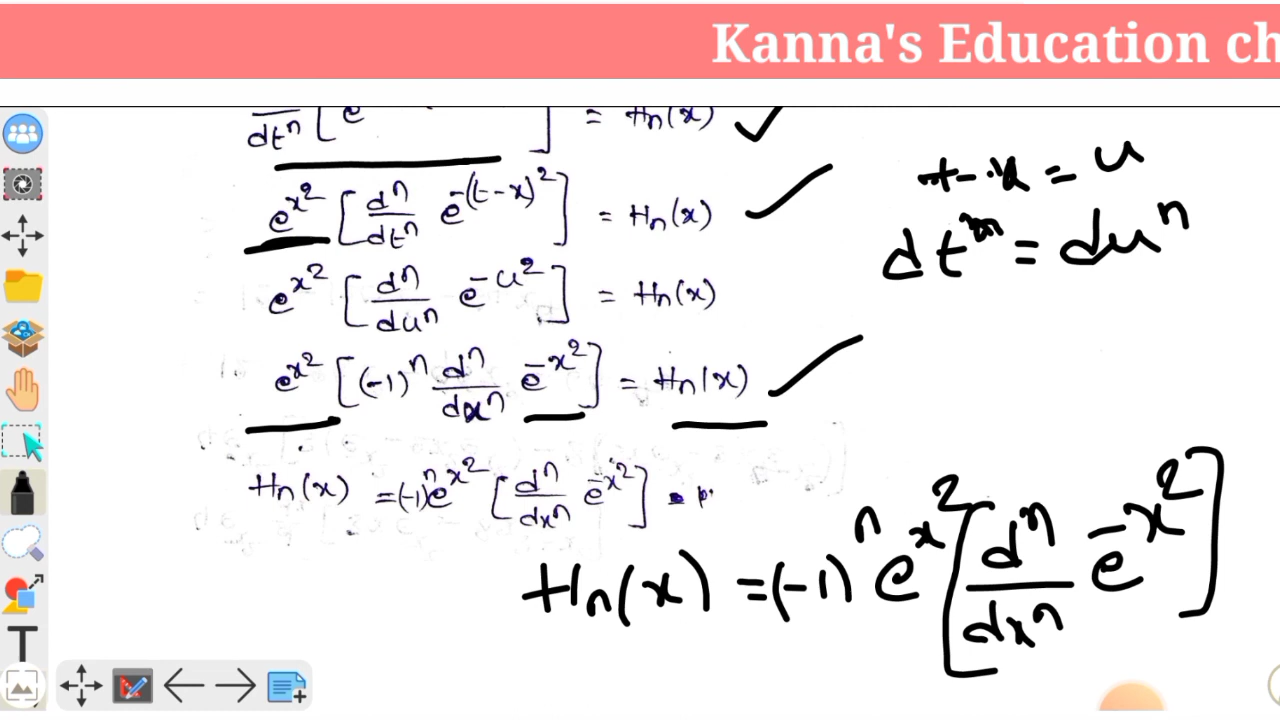 Kanna's Education ch
dtⁿ [e ] = Hn(x)
e^x² [dⁿ/dtⁿ e^-(t-x)²] = Hn(x)
t-x = u
dtⁿ = duⁿ
e^x² [dⁿ/duⁿ e^-u²] = Hn(x)
e^x² [(-1)ⁿ dⁿ/dxⁿ e^-x²] = Hn(x)
Hn(x) = (-1)ⁿ e^x² [dⁿ/dxⁿ e^-x²]
Hn(x) = (-1)ⁿ e^x² [dⁿ/dxⁿ e^-x²]
T